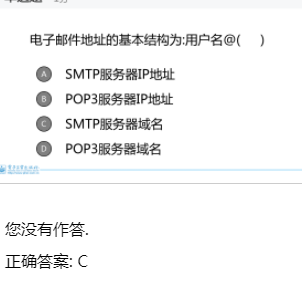 电子邮件地址的基本结构为:用户名@( )
A SMTP服务器IP地址
B POP3服务器IP地址
C SMTP服务器域名
D POP3服务器域名
您没有作答.
正确答案: C